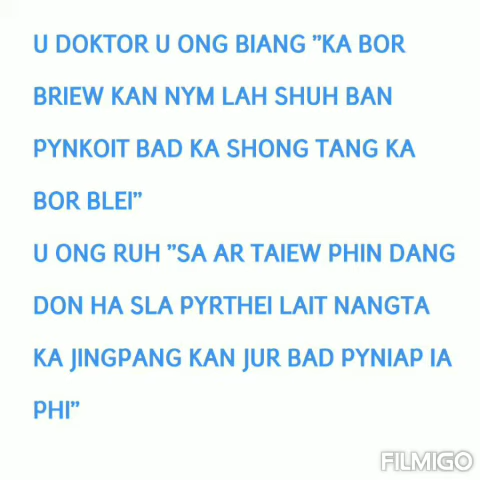 U DOKTOR U ONG BIANG ”KA BOR
BRIEW KAN NYM LAH SHUH BAN
PYNKOIT BAD KA SHONG TANG KA
BOR BLEI”
U ONG RUH ”SA AR TAIEW PHIN DANG
DON HA SLA PYRTHEI LAIT NANGTA
KA JINGPANG KAN JUR BAD PYNIAP IA
PHI”
FILMIGO